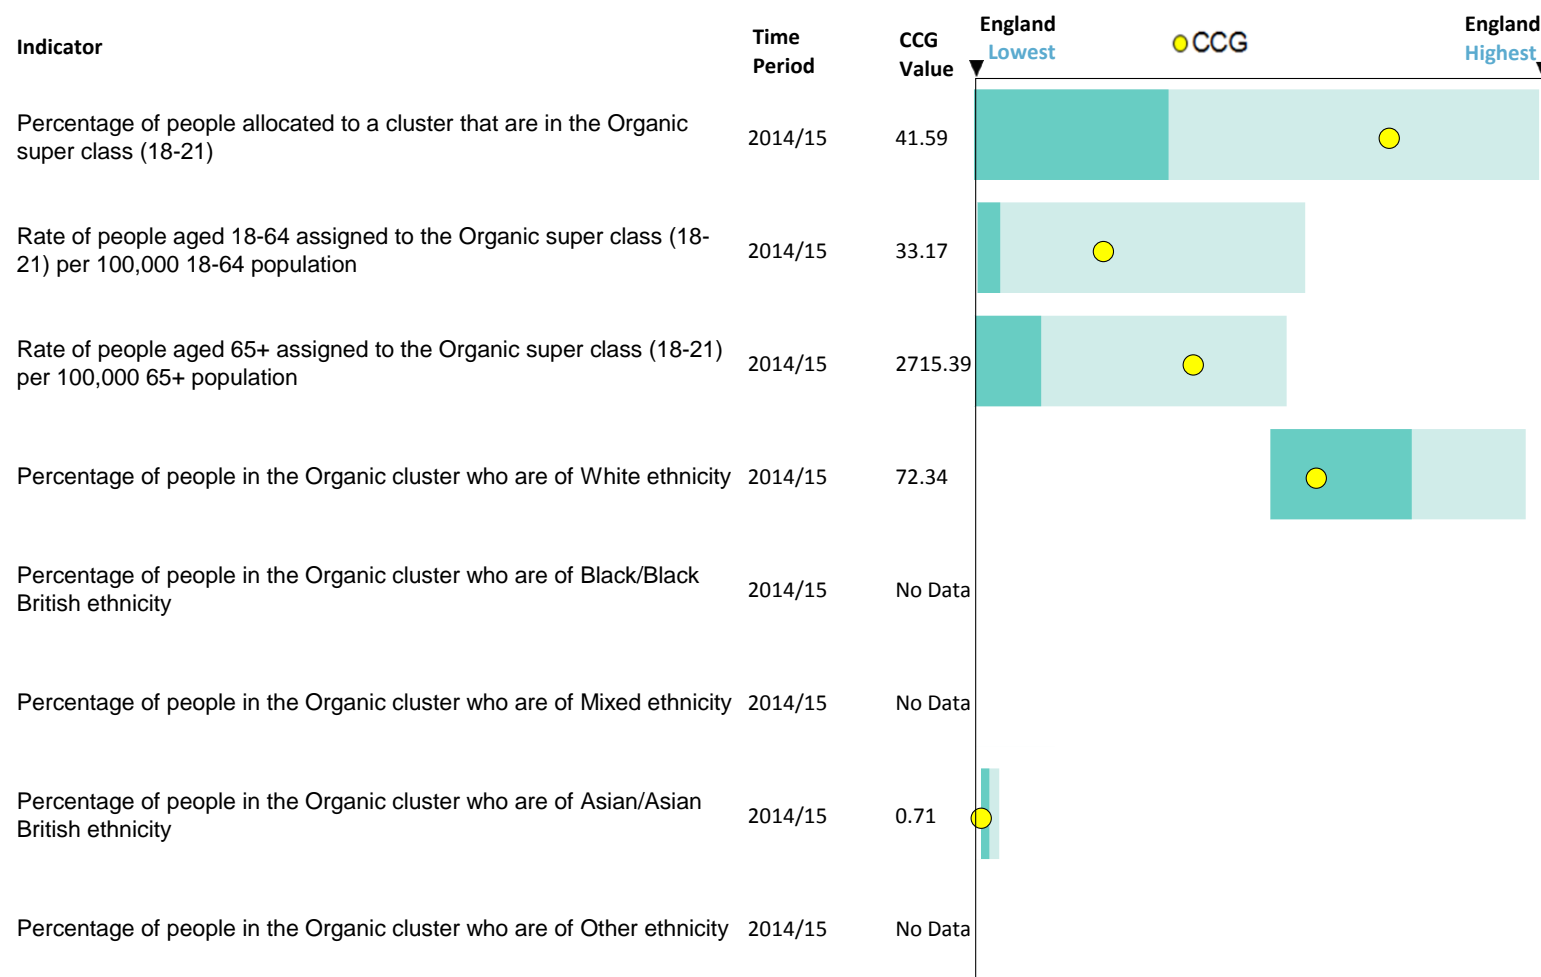 Indicator
Time
Period
CCG
Value
England
Lowest
CCG
England
Highest
Percentage of people allocated to a cluster that are in the Organic
super class (18-21)
2014/15
41.59
Rate of people aged 18-64 assigned to the Organic super class (18-
21) per 100,000 18-64 population
2014/15
33.17
Rate of people aged 65+ assigned to the Organic super class (18-21)
per 100,000 65+ population
2014/15
2715.39
Percentage of people in the Organic cluster who are of White ethnicity
2014/15
72.34
Percentage of people in the Organic cluster who are of Black/Black
British ethnicity
2014/15
No Data
Percentage of people in the Organic cluster who are of Mixed ethnicity
2014/15
No Data
Percentage of people in the Organic cluster who are of Asian/Asian
British ethnicity
2014/15
0.71
Percentage of people in the Organic cluster who are of Other ethnicity
2014/15
No Data